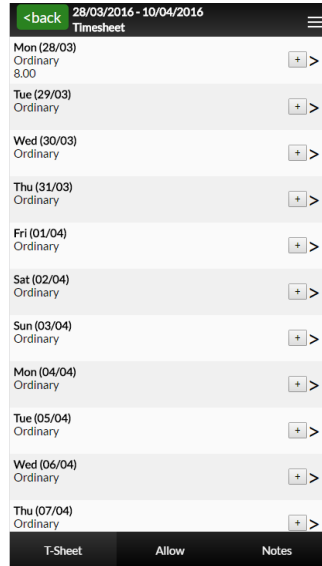 <back
28/03/2016 - 10/04/2016
Timesheet
Mon (28/03)
Ordinary
8.00
+ >
Tue (29/03)
Ordinary
+ >
Wed (30/03)
Ordinary
+ >
Thu (31/03)
Ordinary
+ >
Fri (01/04)
Ordinary
+ >
Sat (02/04)
Ordinary
+ >
Sun (03/04)
Ordinary
+ >
Mon (04/04)
Ordinary
+ >
Tue (05/04)
Ordinary
+ >
Wed (06/04)
Ordinary
+ >
Thu (07/04)
Ordinary
+ >
T-Sheet Allow Notes